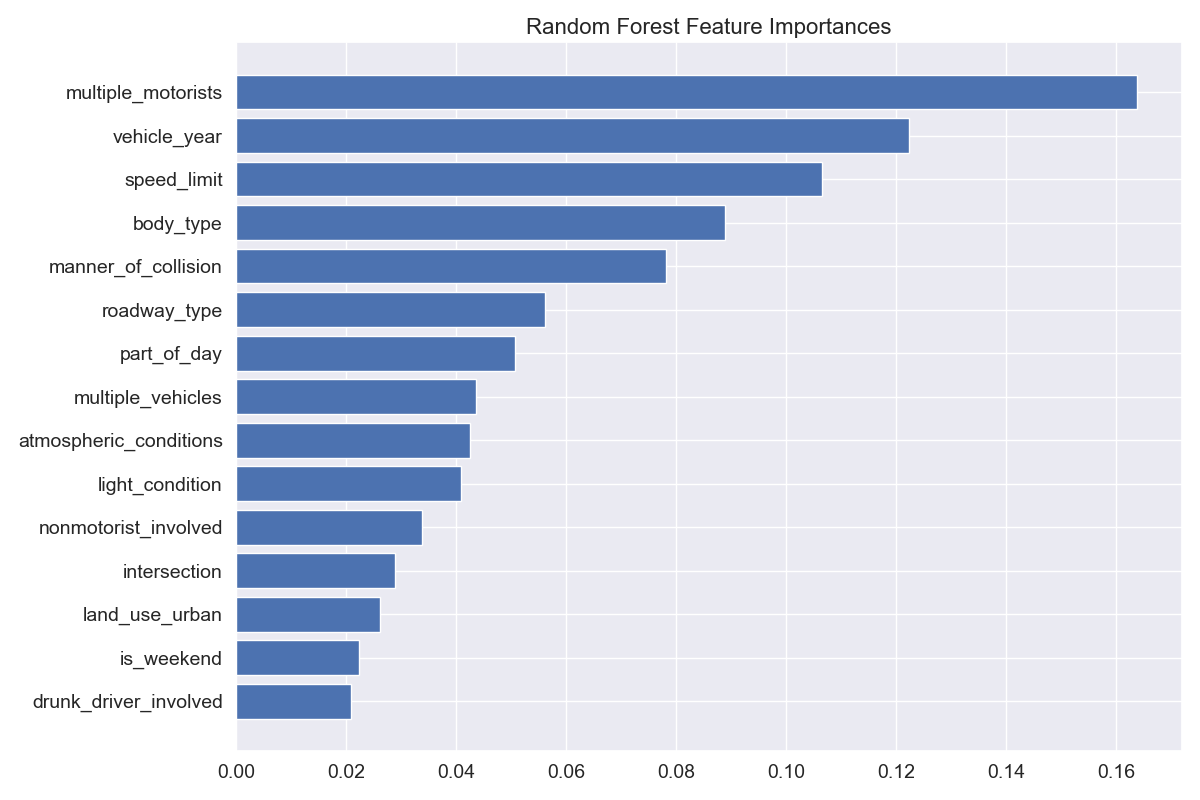 Random Forest Feature Importances
multiple_motorists
vehicle_year
speed_limit
body_type
manner_of_collision
roadway_type
part_of_day
multiple_vehicles
atmospheric_conditions
light_condition
nonmotorist_involved
intersection
land_use_urban
is_weekend
drunk_driver_involved
0.00 0.02 0.04 0.06 0.08 0.10 0.12 0.14 0.16